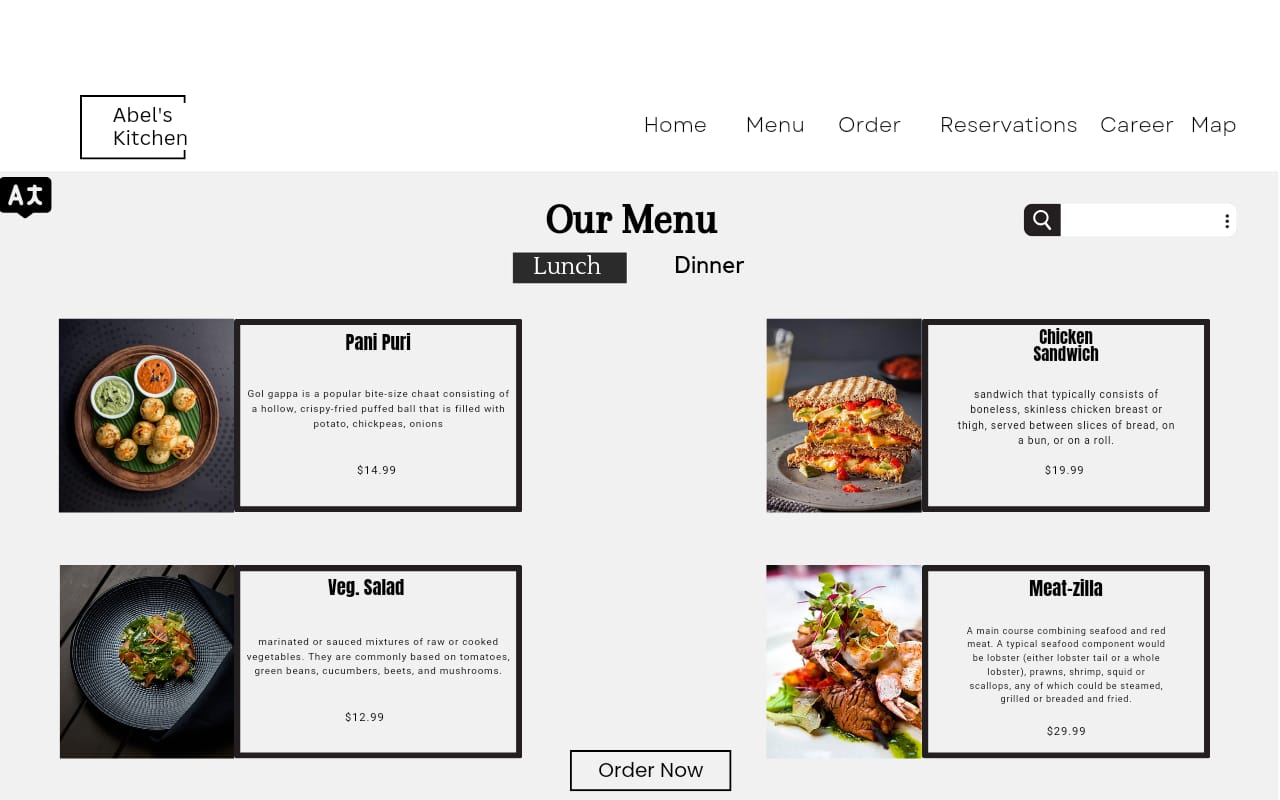 Abel's
Kitchen
Home Menu Order Reservations Career Map
Our Menu
Lunch Dinner
Pani Puri
Gol gappa is a popular bite-size chaat consisting of
a hollow, crispy-fried puffed ball that is filled with
potato, chickpeas, onions
$14.99
Chicken
Sandwich
sandwich that typically consists of
boneless, skinless chicken breast or
thigh, served between slices of bread, on
a bun, or on a roll.
$19.99
Veg. Salad
marinated or sauced mixtures of raw or cooked
vegetables. They are commonly based on tomatoes,
green beans, cucumbers, beets, and mushrooms.
$12.99
Meat-zilla
A main course combining seafood and red
meat. A typical seafood component would
be lobster (either lobster tail or a whole
lobster), prawns, shrimp, squid or
scallops, any of which could be steamed,
grilled or breaded and fried.
$29.99
Order Now